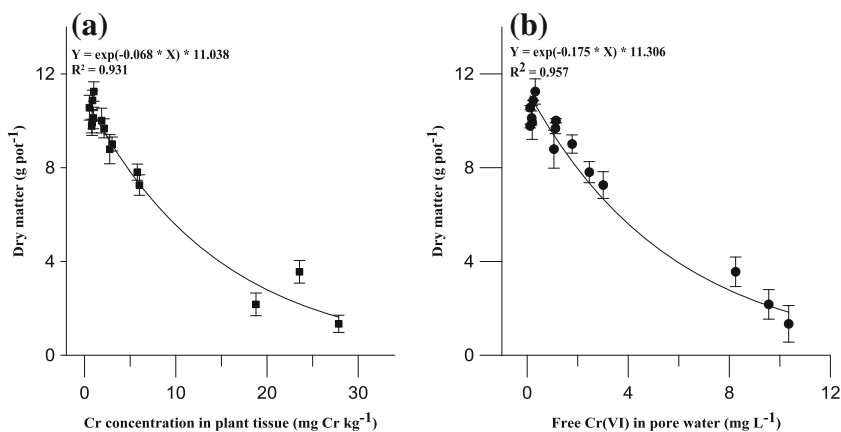 (a)
Y = exp(-0.068 * X) * 11.038
R² = 0.931
12
8
4
0
Dry matter (g pot⁻¹)
0 10 20 30
Cr concentration in plant tissue (mg Cr kg⁻¹)
(b)
Y = exp(-0.175 * X) * 11.306
R² = 0.957
12
8
4
0
Dry matter (g pot⁻¹)
0 4 8 12
Free Cr(VI) in pore water (mg L⁻¹)